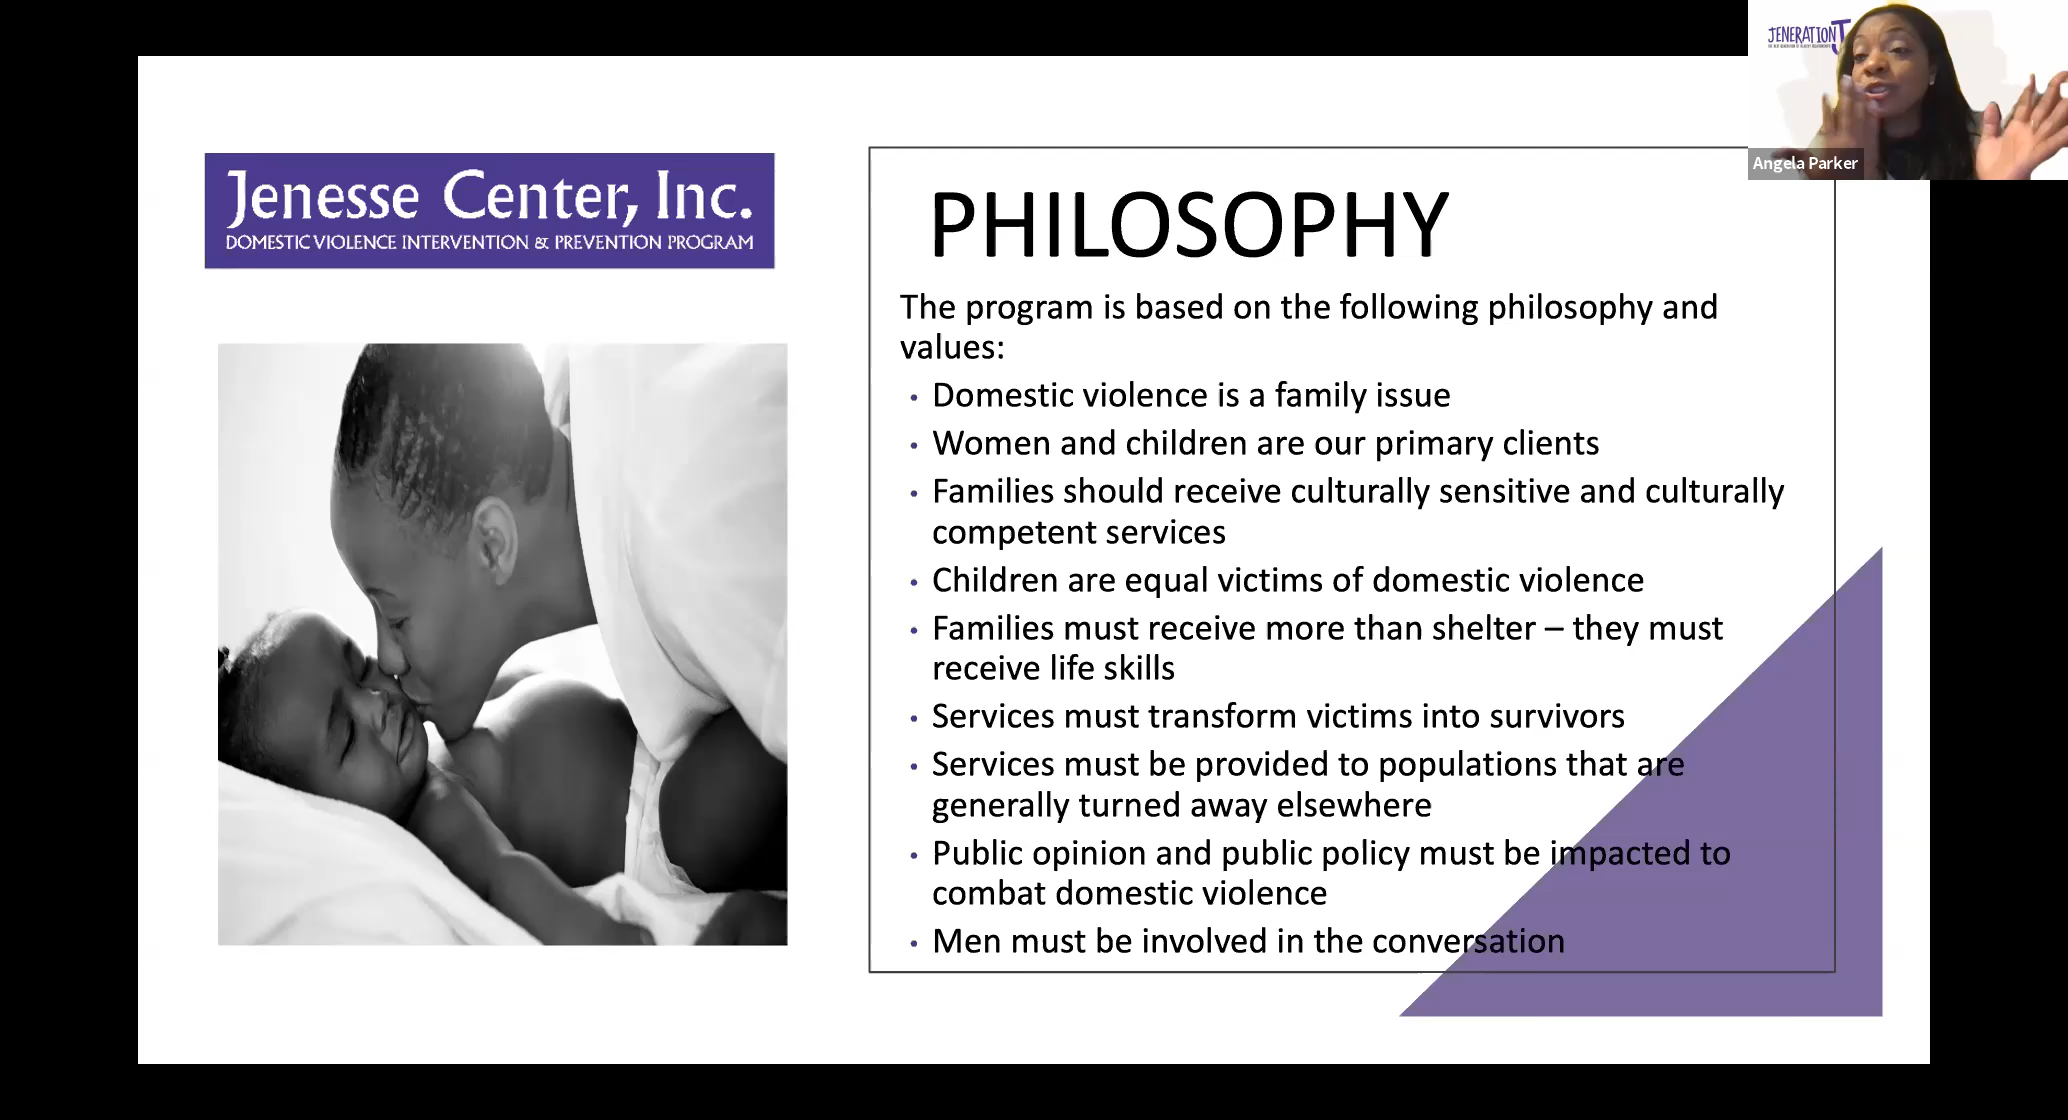 JENERATIONJ
Angela Parker
Jenesse Center, Inc.
DOMESTIC VIOLENCE INTERVENTION & PREVENTION PROGRAM
PHILOSOPHY
The program is based on the following philosophy and
values:
• Domestic violence is a family issue
• Women and children are our primary clients
• Families should receive culturally sensitive and culturally
competent services
• Children are equal victims of domestic violence
• Families must receive more than shelter – they must
receive life skills
• Services must transform victims into survivors
• Services must be provided to populations that are
generally turned away elsewhere
• Public opinion and public policy must be impacted to
combat domestic violence
• Men must be involved in the conversation